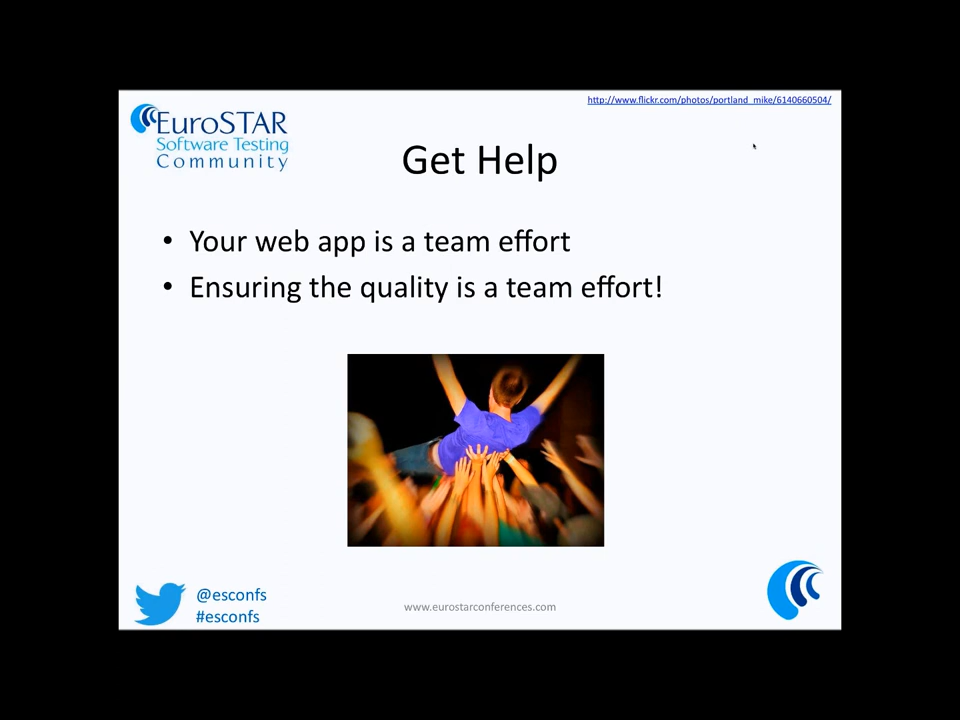 http://www.flickr.com/photos/portland_mike/6140660504/
EuroSTAR
Software Testing
Community
Get Help
• Your web app is a team effort
• Ensuring the quality is a team effort!
@esconfs
#esconfs
www.eurostarconferences.com